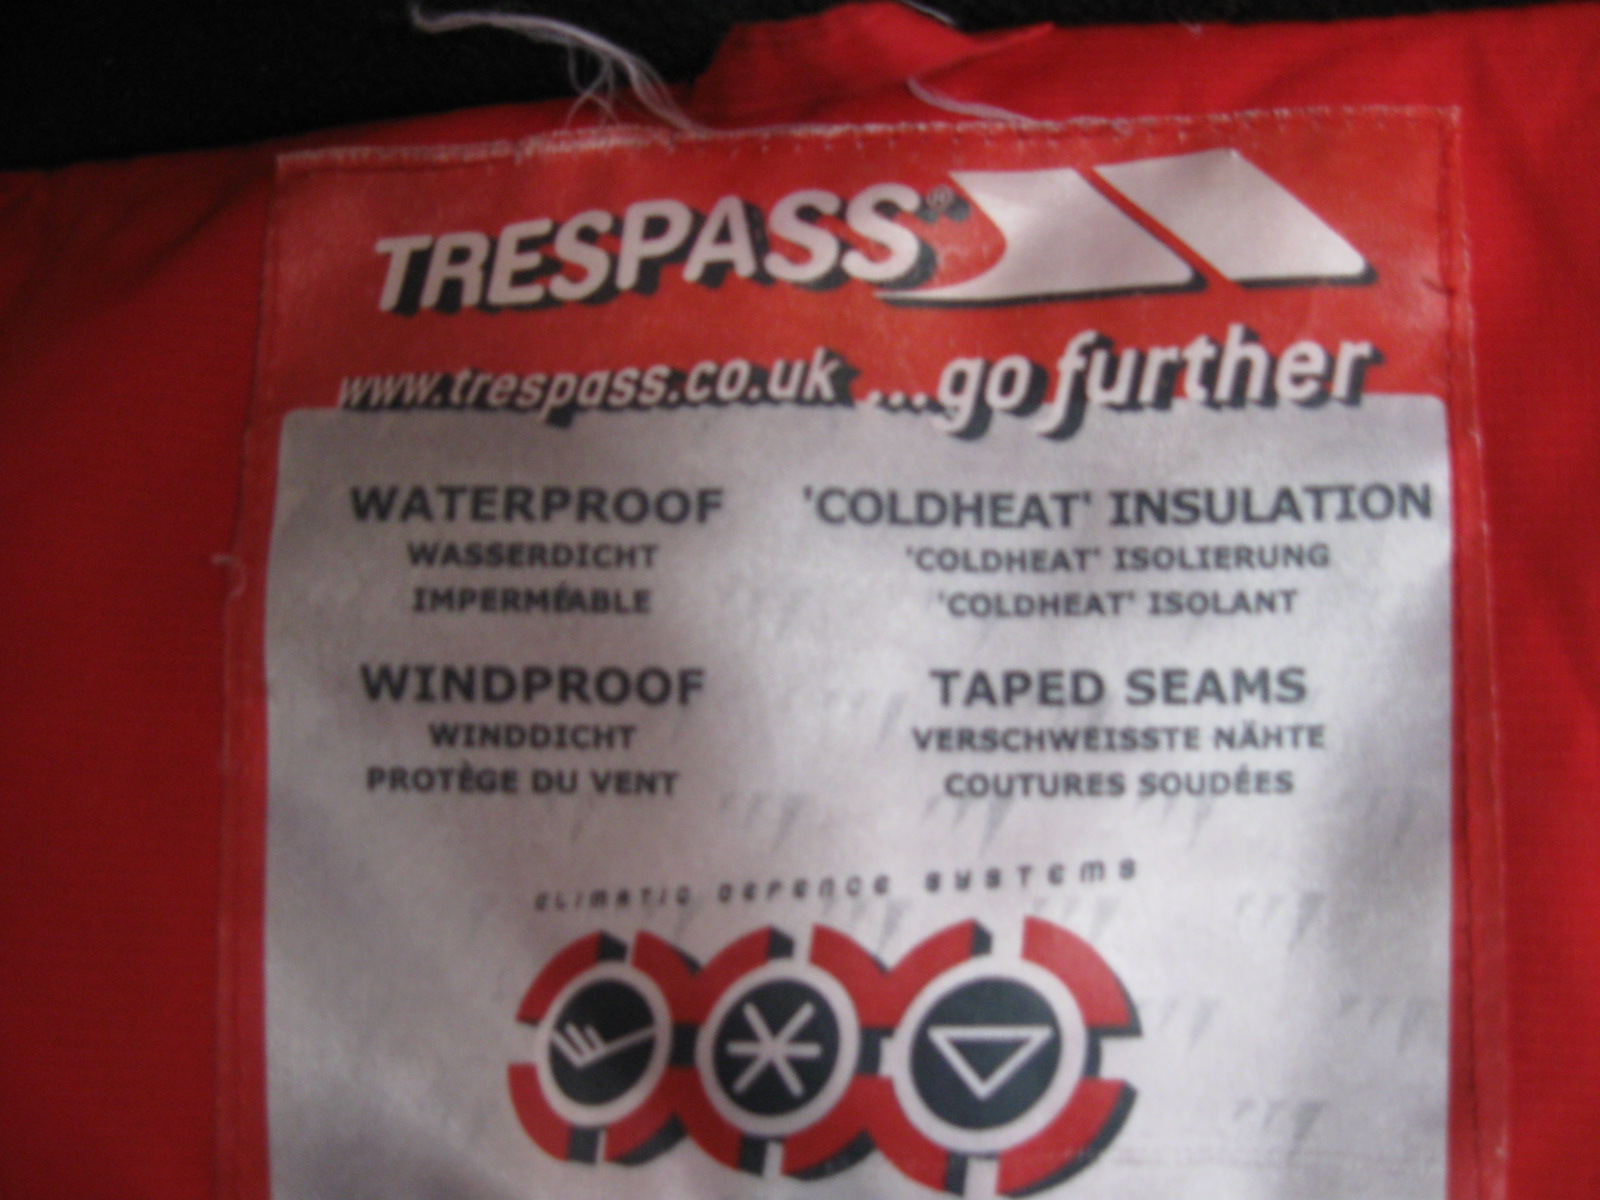 TRESPASS®
www.trespass.co.uk ...go further
WATERPROOF
WASSERDICHT
IMPERMÉABLE
'COLDHEAT' INSULATION
'COLDHEAT' ISOLIERUNG
'COLDHEAT' ISOLANT
WINDPROOF
WINDDICHT
PROTÈGE DU VENT
TAPED SEAMS
VERSCHWEISSTE NÄHTE
COUTURES SOUDÉES
CLIMATIC DEFENCE SYSTEMS